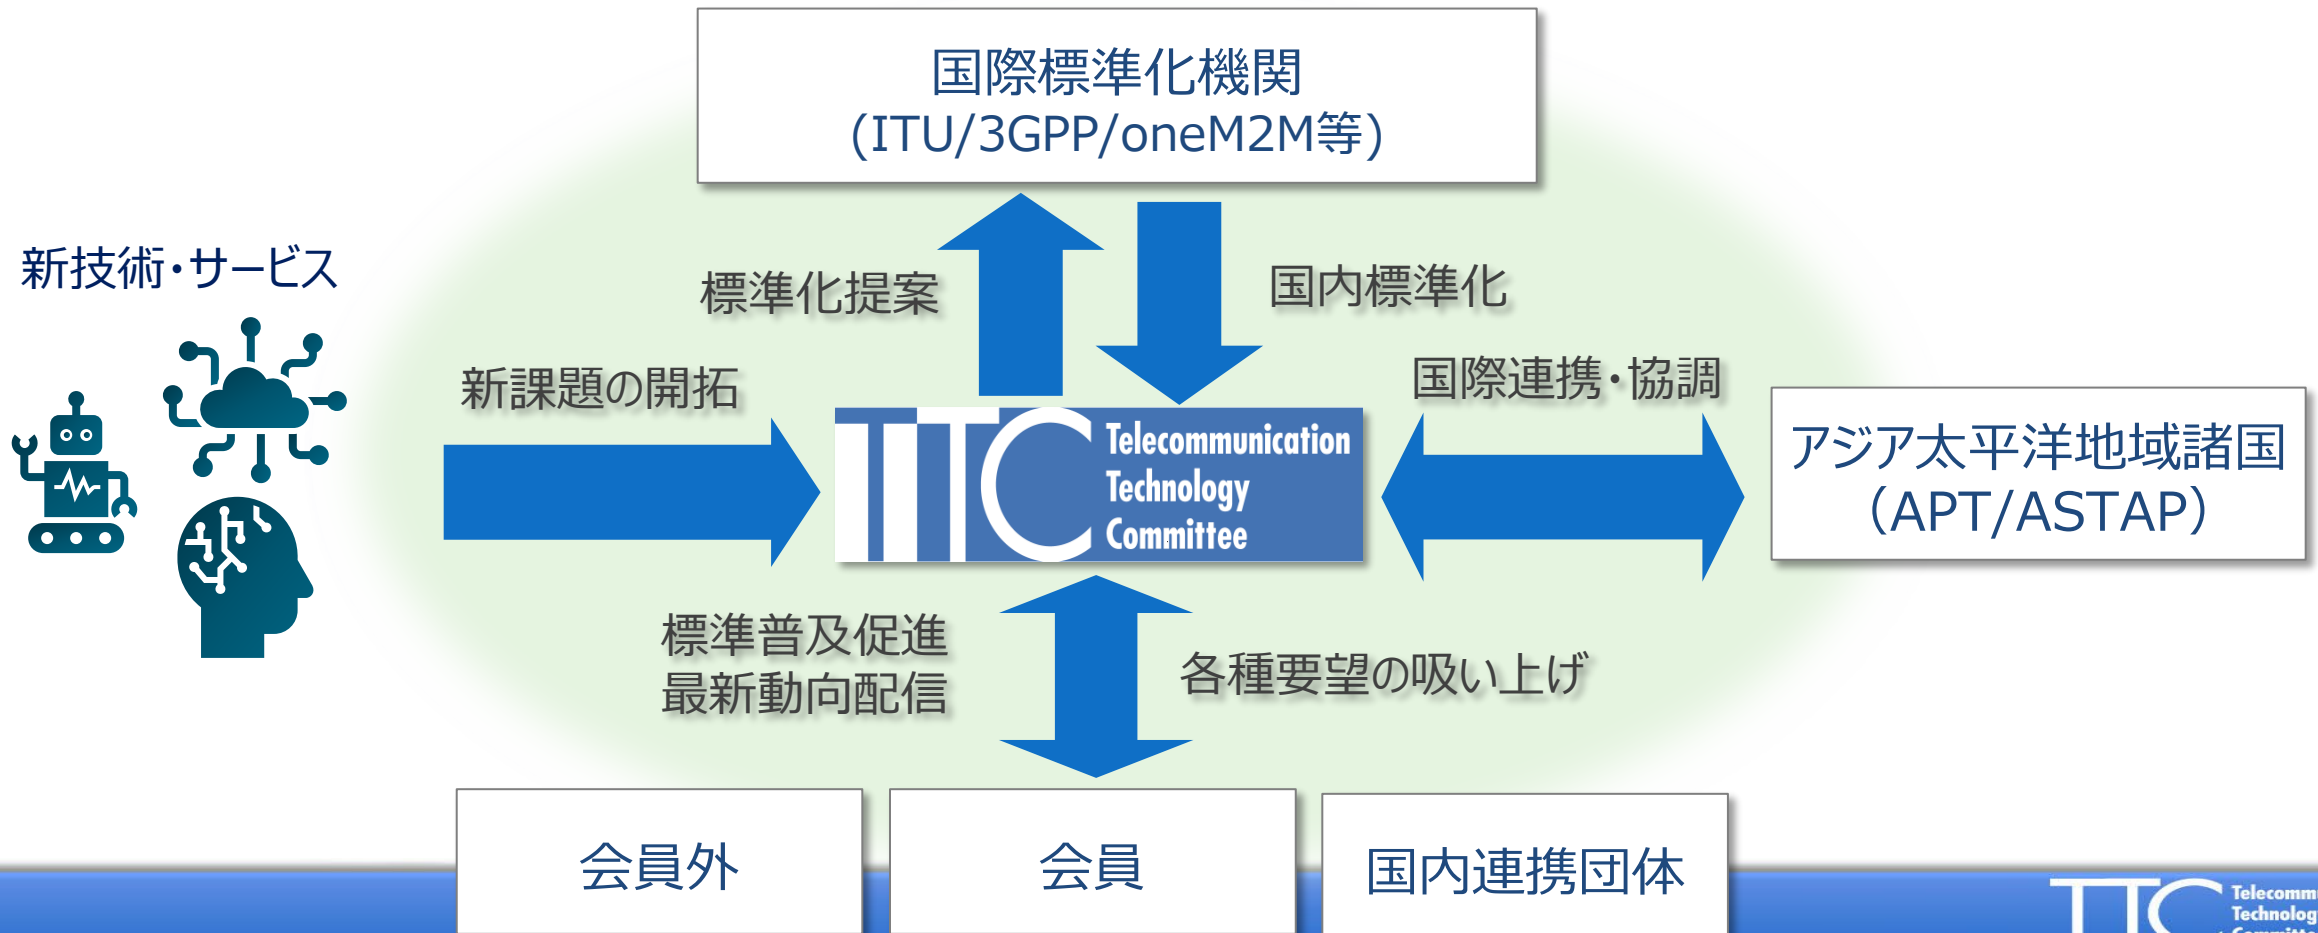 国際標準化機関
(ITU/3GPP/oneM2M等)
新技術・サービス
標準化提案
国内標準化
新課題の開拓
国際連携・協調
Telecommunication
Technology
Committee
アジア太平洋地域諸国
（APT/ASTAP）
標準普及促進
最新動向配信
各種要望の吸い上げ
会員外
会員
国内連携団体
TTC